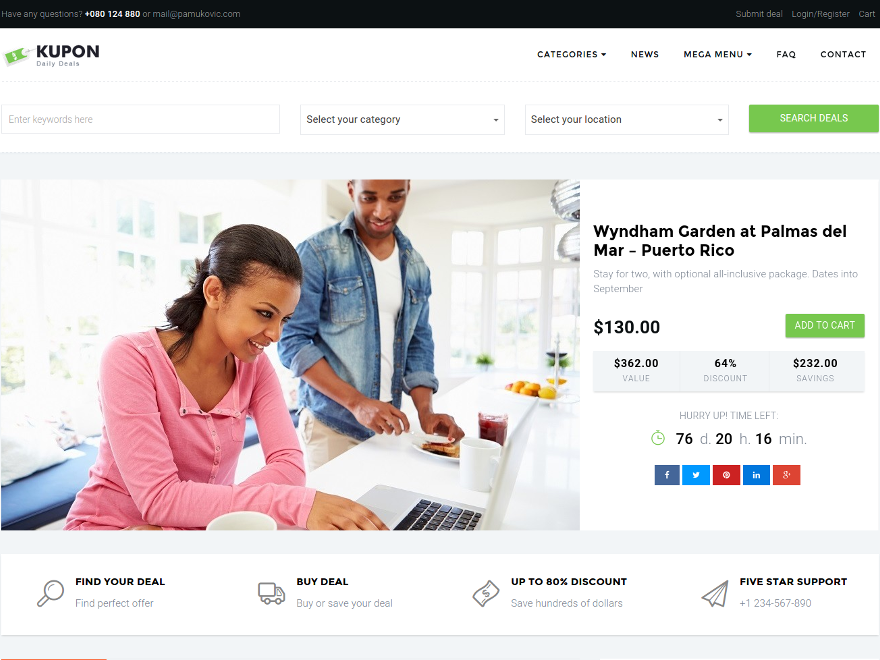 Have any questions? +080 124 880 or mail@pamukovic.com
Submit deal Login/Register Cart
KUPON
Daily Deals
CATEGORIES NEWS MEGA MENU FAQ CONTACT
Enter keywords here
Select your category
Select your location
SEARCH DEALS
Wyndham Garden at Palmas del
Mar – Puerto Rico
Stay for two, with optional all-inclusive package. Dates into
September
$130.00
ADD TO CART
$362.00 64% $232.00
VALUE DISCOUNT SAVINGS
HURRY UP! TIME LEFT:
76 d. 20 h. 16 min.
FIND YOUR DEAL
Find perfect offer
BUY DEAL
Buy or save your deal
UP TO 80% DISCOUNT
Save hundreds of dollars
FIVE STAR SUPPORT
+1 234-567-890